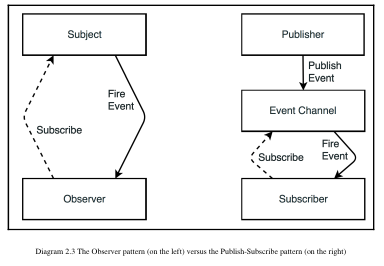 Subject
Publisher
Publish
Event
Fire
Event
Event Channel
Subscribe
Fire
Event
Subscribe
Observer
Subscriber
Diagram 2.3 The Observer pattern (on the left) versus the Publish-Subscribe pattern (on the right)